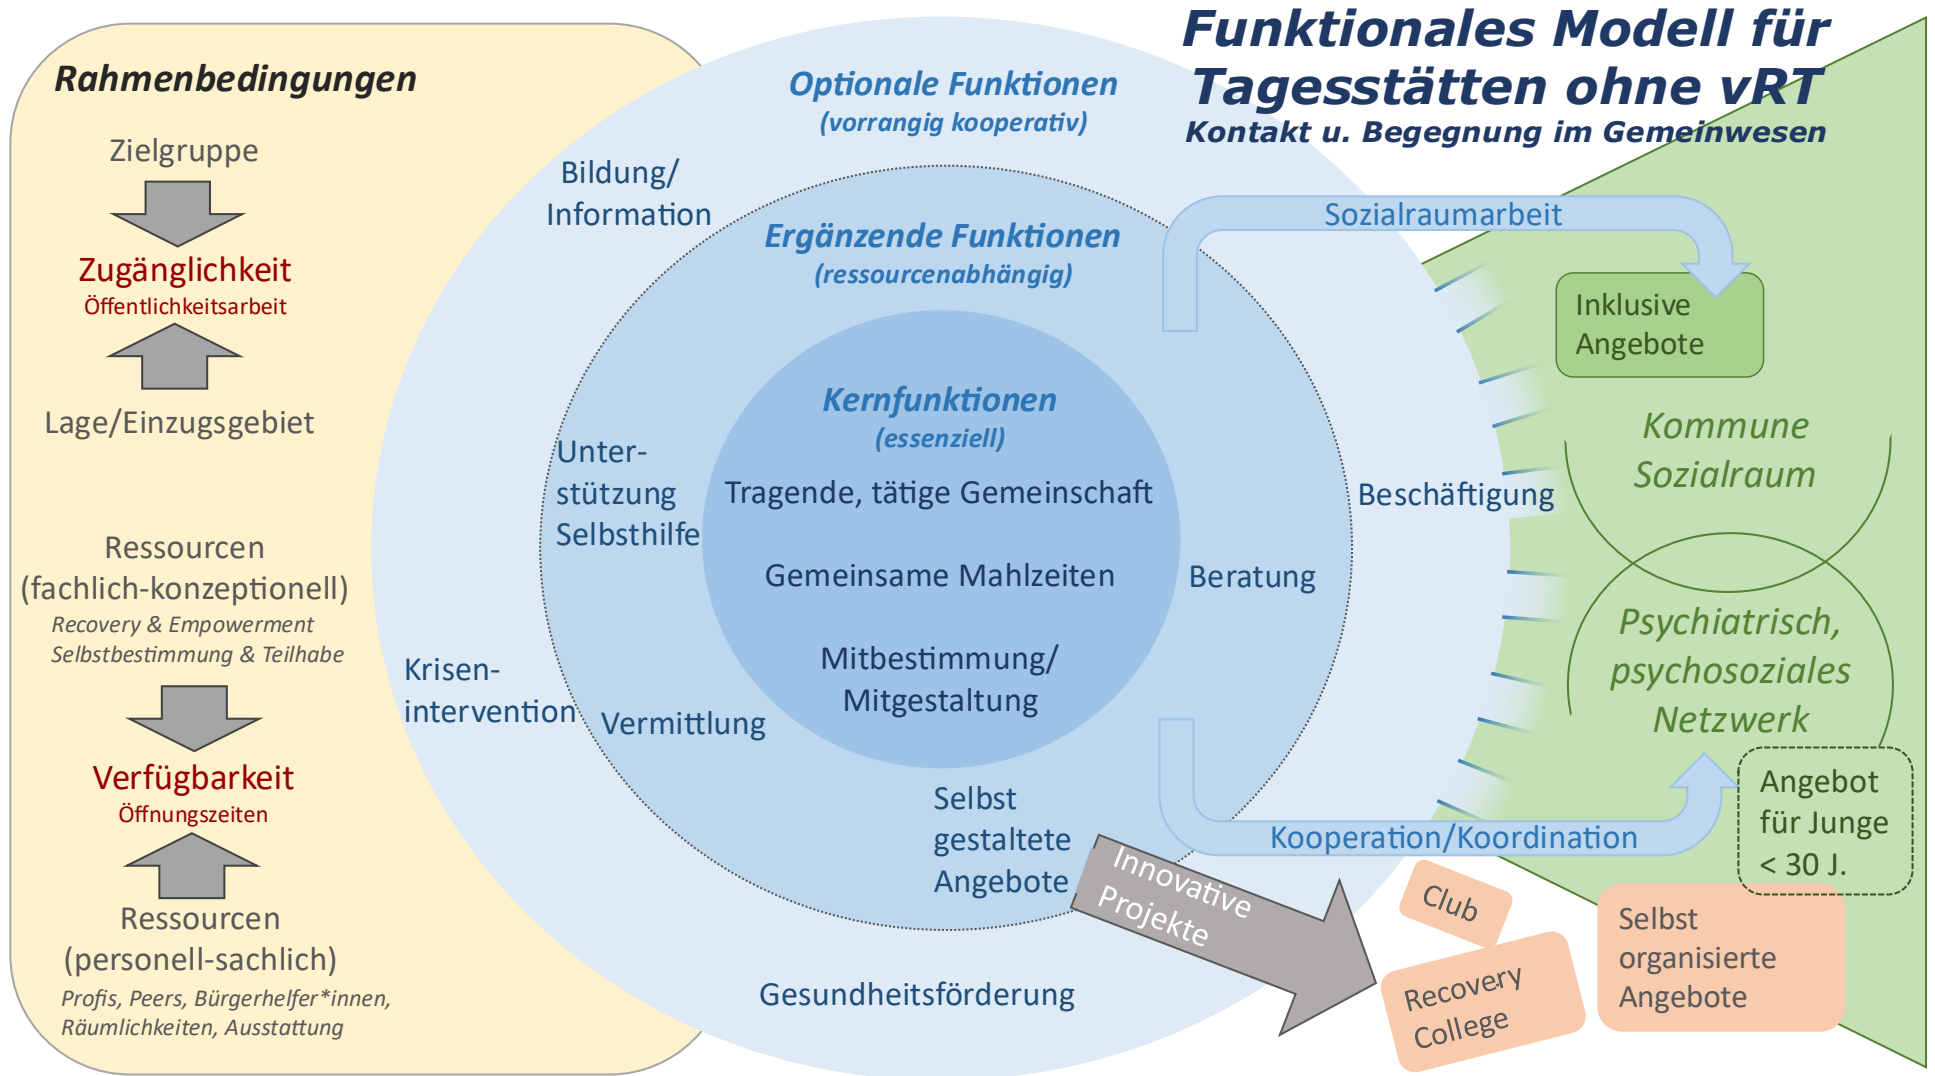 Funktionales Modell für
Tagesstätten ohne vRT
Kontakt u. Begegnung im Gemeinwesen
Rahmenbedingungen
Zielgruppe
Zugänglichkeit
Öffentlichkeitsarbeit
Lage/Einzugsgebiet
Ressourcen
(fachlich-konzeptionell)
Recovery & Empowerment
Selbstbestimmung & Teilhabe
Verfügbarkeit
Öffnungszeiten
Ressourcen
(personell-sachlich)
Profis, Peers, Bürgerhelfer*innen,
Räumlichkeiten, Ausstattung
Optionale Funktionen
(vorrangig kooperativ)
Bildung/
Information
Krisen-
intervention
Gesundheitsförderung
Beschäftigung
Ergänzende Funktionen
(ressourcenabhängig)
Unter-
stützung
Selbsthilfe
Vermittlung
Selbst
gestaltete
Angebote
Beratung
Kernfunktionen
(essenziell)
Tragende, tätige Gemeinschaft
Gemeinsame Mahlzeiten
Mitbestimmung/
Mitgestaltung
Sozialraumarbeit
Inklusive
Angebote
Kommune
Sozialraum
Psychiatrisch,
psychosoziales
Netzwerk
Kooperation/Koordination
Angebot
für Junge
< 30 J.
Innovative
Projekte
Club
Recovery
College
Selbst
organisierte
Angebote